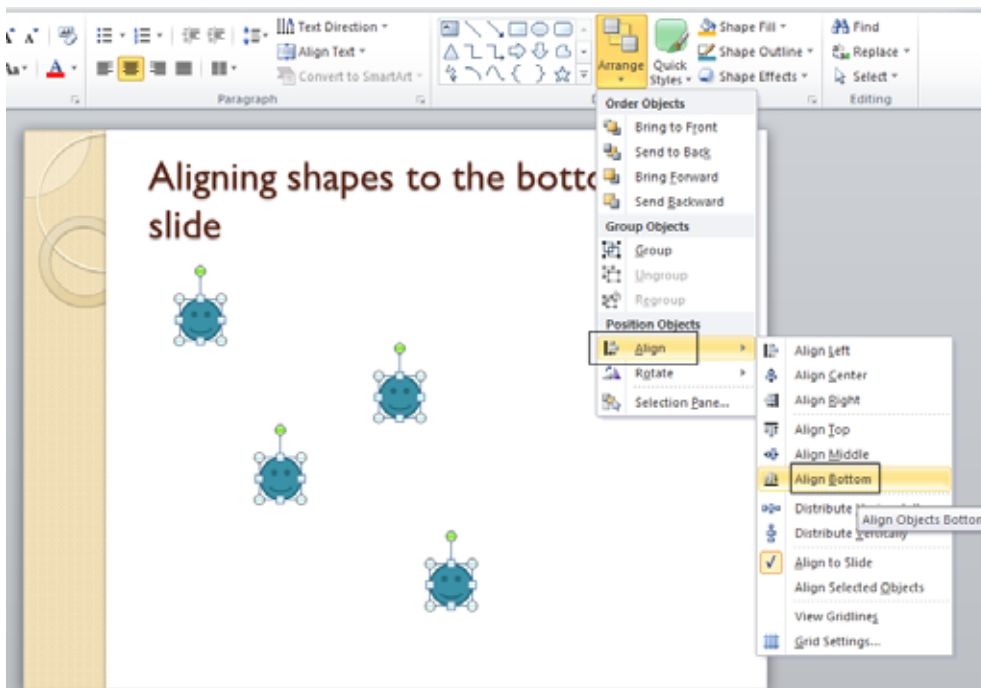 Text Direction
Align Text
Convert to SmartArt
Paragraph
Arrange
Quick
Styles
Shape Fill
Shape Outline
Shape Effects
Find
Replace
Select
Editing
Aligning shapes to the
slide
Order Objects
Bring to Front
Send to Back
Bring Forward
Send Backward
Group Objects
Group
Ungroup
Regroup
Position Objects
Align
Rotate
Selection Pane...
Align Left
Align Center
Align Right
Align Top
Align Middle
Align Bottom
Distribute
Align Objects Bottom
Distribute Vertically
Align to Slide
Align Selected Objects
View Gridlines
Grid Settings...